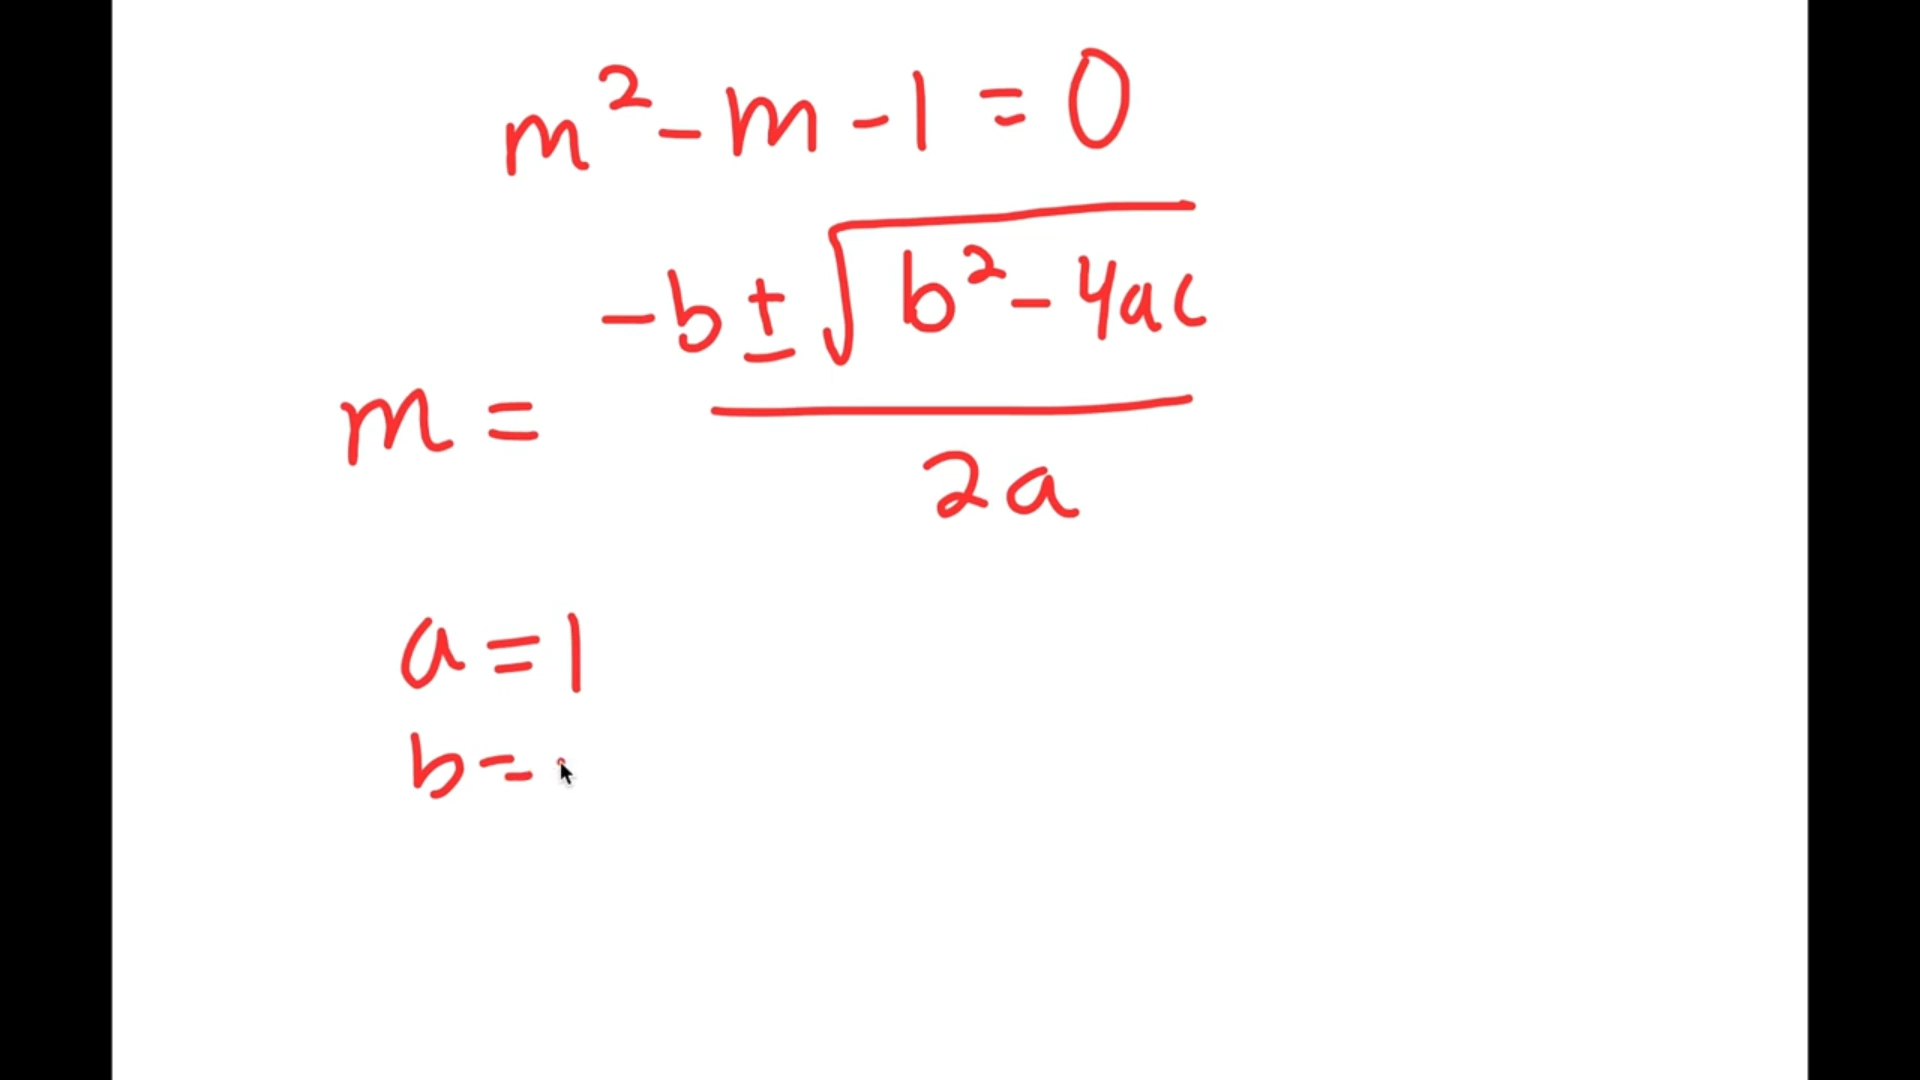 m² - m - 1 = 0
m = (-b ± √(b² - 4ac)) / 2a
a = 1
b =